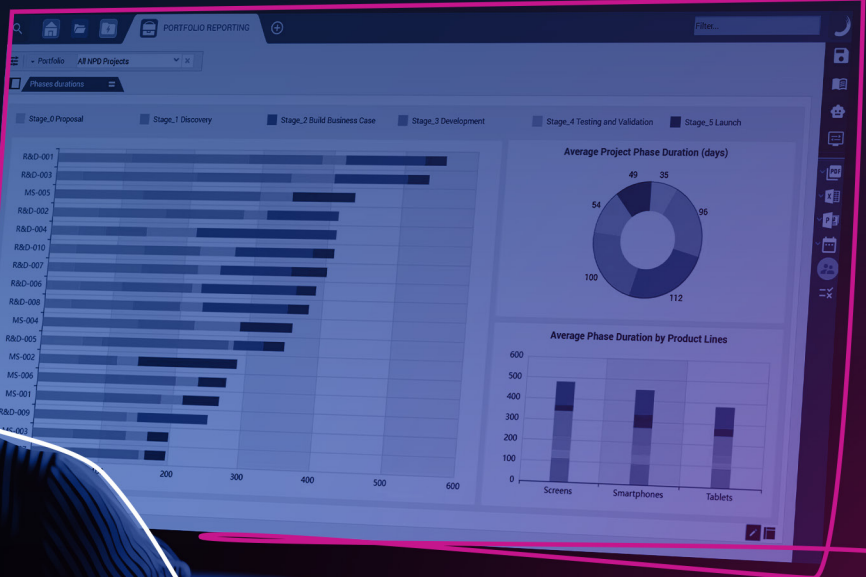 PORTFOLIO REPORTING
Filter...
Portfolio
All NPD Projects
Phases durations
Stage_0 Proposal
Stage_1 Discovery
Stage_2 Build Business Case
Stage_3 Development
Stage_4 Testing and Validation
Stage_5 Launch
R&D-001
R&D-003
MS-005
R&D-002
R&D-004
R&D-010
R&D-007
R&D-006
R&D-008
MS-004
R&D-005
MS-002
MS-006
MS-001
R&D-009
MS-003
200
300
400
500
600
Average Project Phase Duration (days)
49
35
54
96
100
112
Average Phase Duration by Product Lines
600
500
400
300
200
100
0
Screens
Smartphones
Tablets
PDF